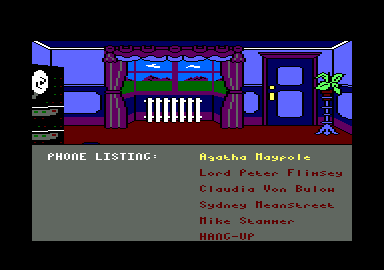 PHONE LISTING: Agatha Maypole
Lord Peter Flimsey
Claudia Von Bulow
Sydney Meanstreet
Mike Stammer
HANG-UP